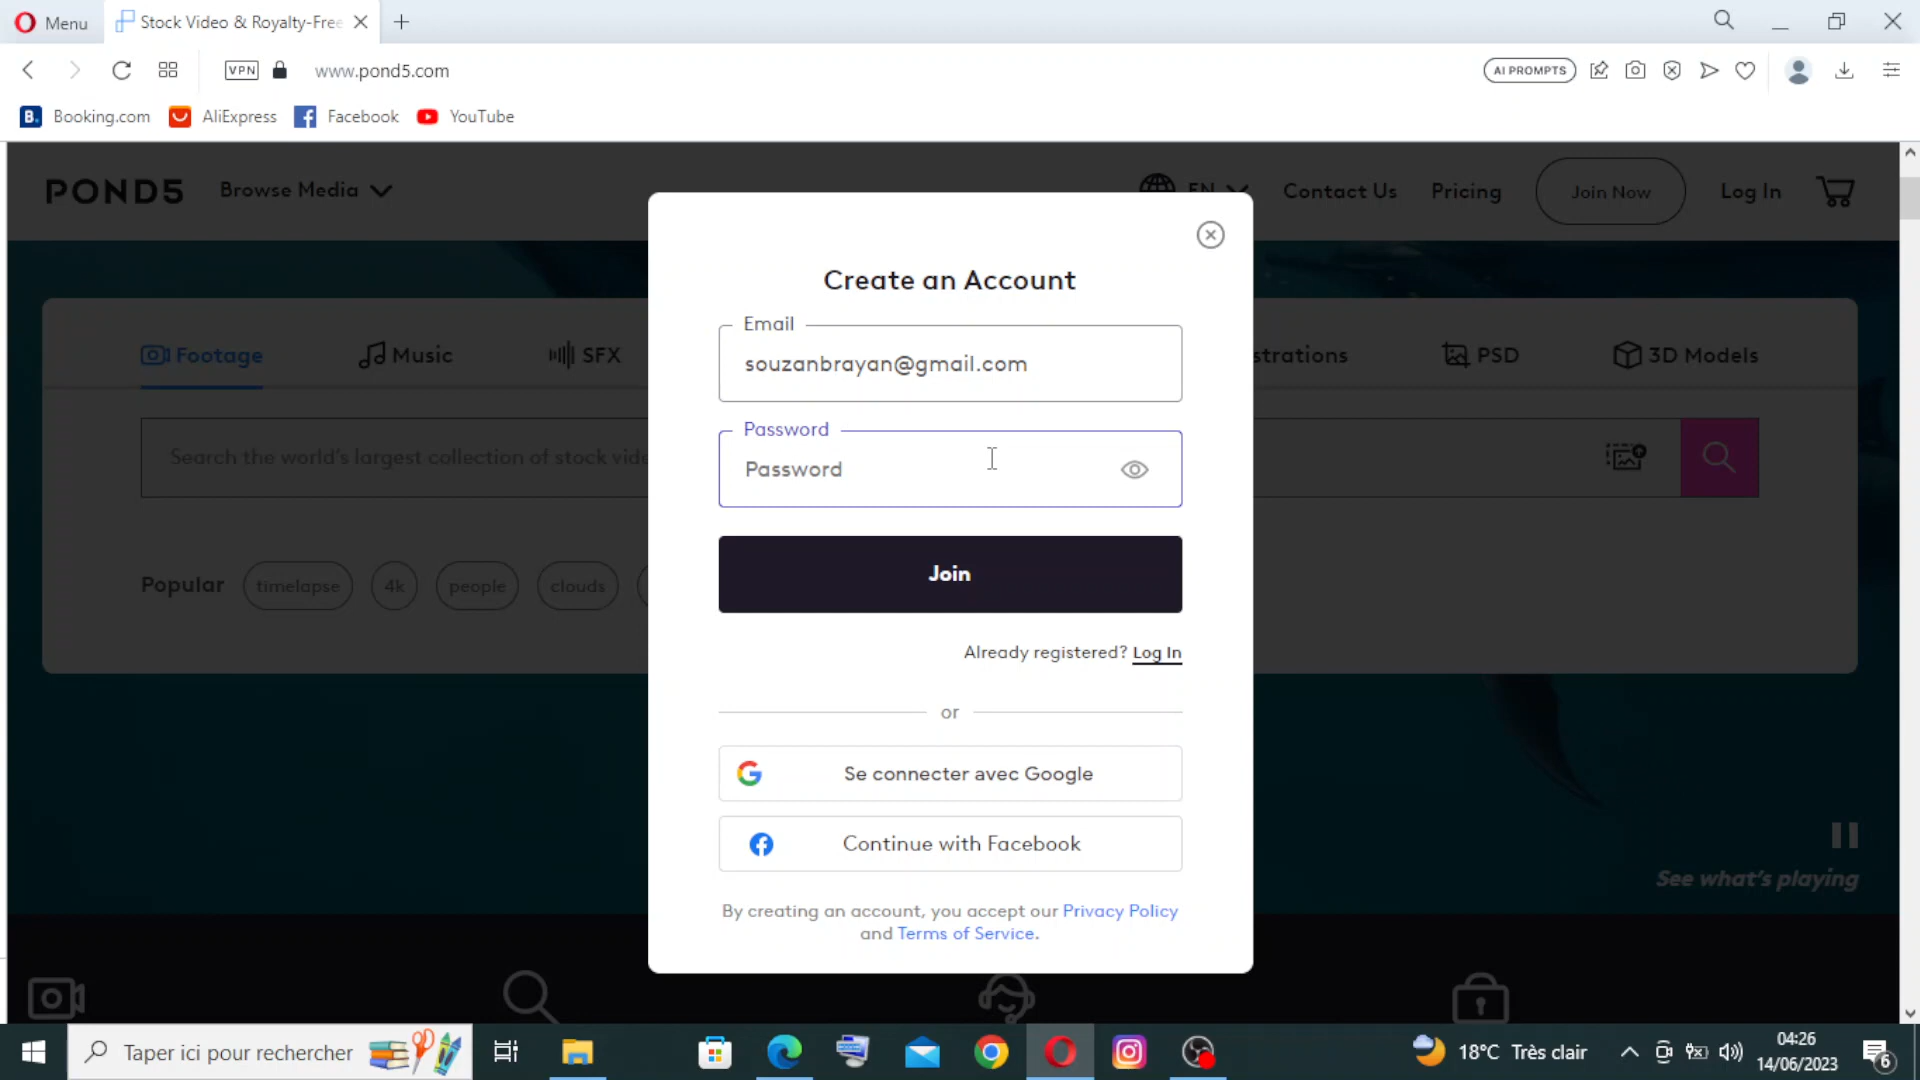 Menu
Stock Video & Royalty-Free
VPN
www.pond5.com
AI PROMPTS
B.
Booking.com
AliExpress
Facebook
YouTube
POND5
Browse Media
EN
Contact Us
Pricing
Join Now
Log In
Create an Account
Email
souzanbrayan@gmail.com
Footage
Music
SFX
strations
PSD
3D Models
Password
Password
Search the world's largest collection of stock vide
Join
Popular
timelapse
4k
people
clouds
Already registered? Log In
or
Se connecter avec Google
Continue with Facebook
See what's playing
By creating an account, you accept our Privacy Policy
and Terms of Service.
Taper ici pour rechercher
18°C Très clair
04:26
14/06/2023
6